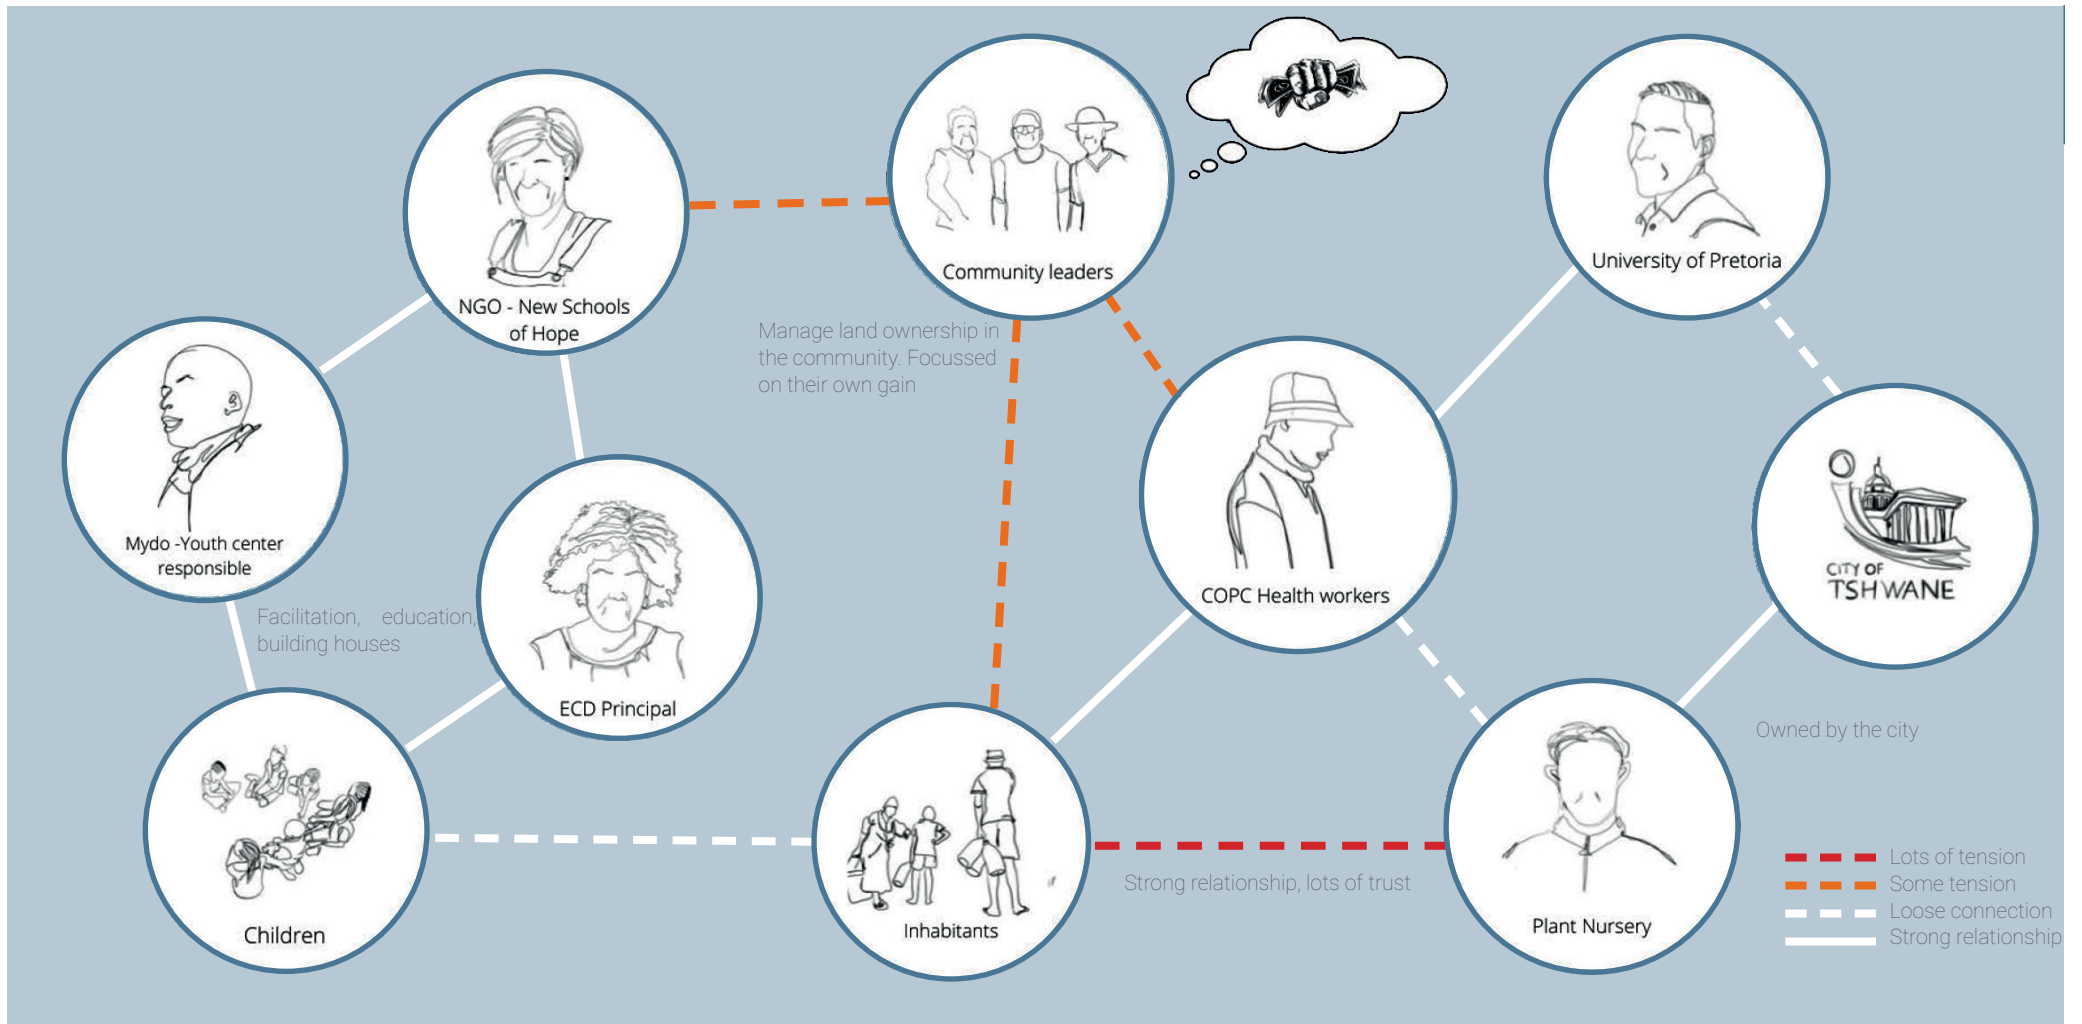 NGO - New Schools
of Hope
Community leaders
University of Pretoria
Manage land ownership in
the community. Focussed
on their own gain
Mydo -Youth center
responsible
COPC Health workers
CITY OF
TSHWANE
Facilitation, education,
building houses
ECD Principal
Owned by the city
Children
Inhabitants
Strong relationship, lots of trust
Plant Nursery
Lots of tension
Some tension
Loose connection
Strong relationship